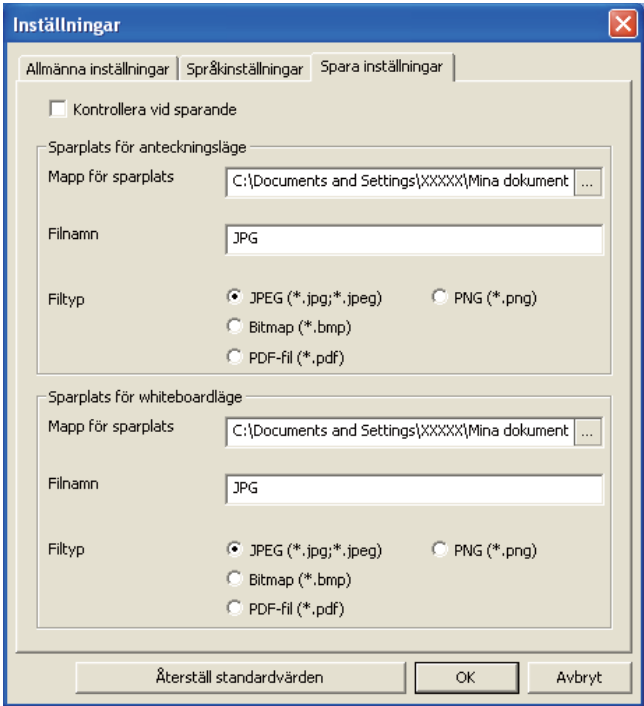 Inställningar
Allmänna inställningar Språkinställningar Spara inställningar
Kontrollera vid sparande
Sparplats för anteckningsläge
Mapp för sparplats C:\Documents and Settings\XXXXX\Mina dokument ...
Filnamn JPG
Filtyp JPEG (*.jpg;*.jpeg) PNG (*.png)
Bitmap (*.bmp)
PDF-fil (*.pdf)
Sparplats för whiteboardläge
Mapp för sparplats C:\Documents and Settings\XXXXX\Mina dokument ...
Filnamn JPG
Filtyp JPEG (*.jpg;*.jpeg) PNG (*.png)
Bitmap (*.bmp)
PDF-fil (*.pdf)
Återställ standardvärden OK Avbryt